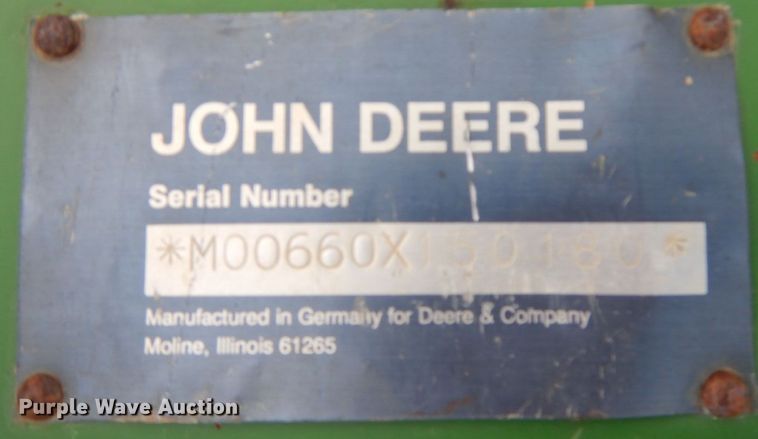 JOHN DEERE
Serial Number
*M00660X150180*
Manufactured in Germany for Deere & Company
Moline, Illinois 61265
Purple Wave Auction